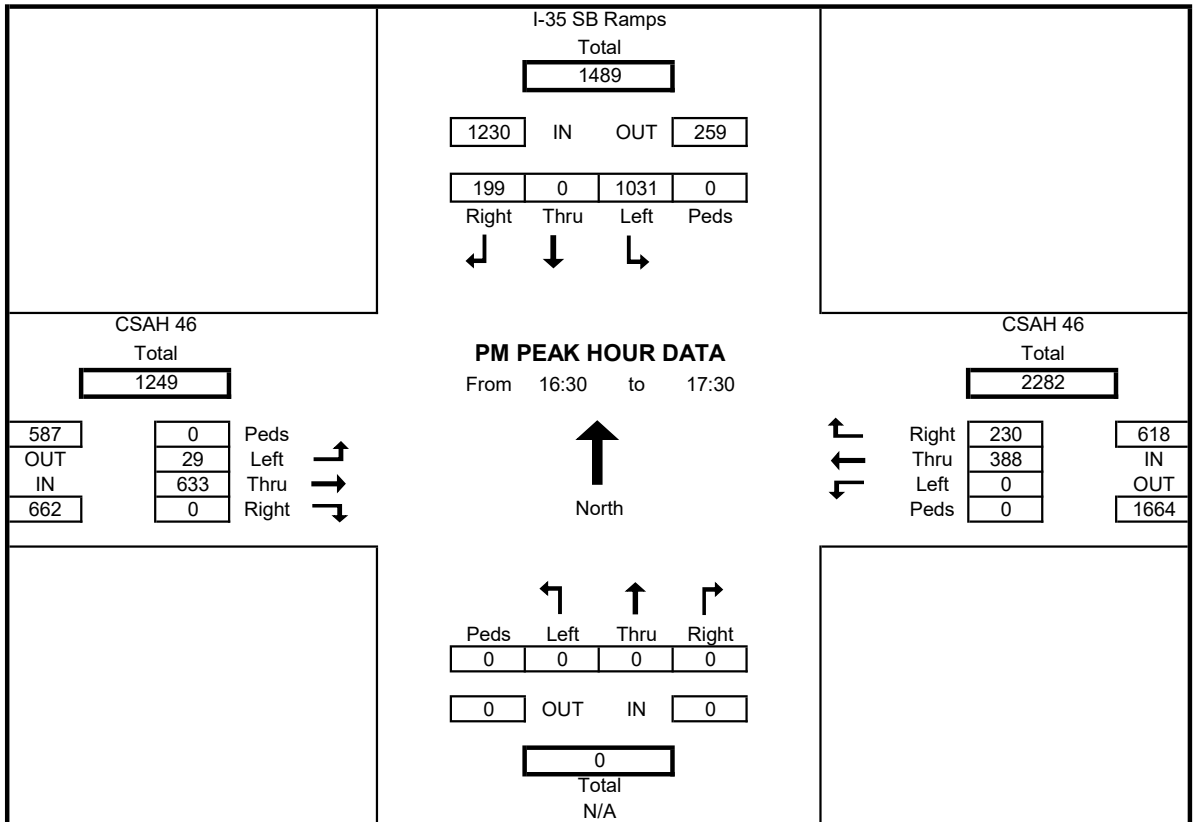 I-35 SB Ramps
Total
1489
1230 IN OUT 259
199 0 1031 0
Right Thru Left Peds
CSAH 46
Total
1249
587 0 Peds
OUT 29 Left
IN 633 Thru
662 0 Right
PM PEAK HOUR DATA
From 16:30 to 17:30
North
CSAH 46
Total
2282
Right 230 618
Thru 388 IN
Left 0 OUT
Peds 0 1664
Peds Left Thru Right
0 0 0 0
0 OUT IN 0
0
Total
N/A